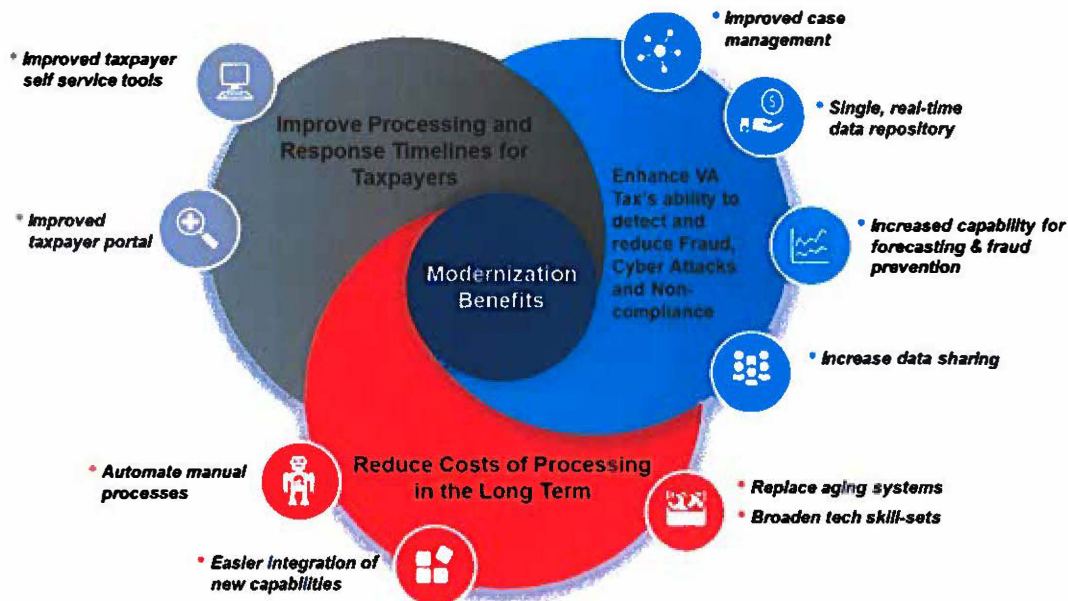 * Improved taxpayer
self service tools
* Improved
taxpayer portal
Improve Processing and
Response Timelines for
Taxpayers
Modernization
Benefits
Enhance VA
Tax's ability to
detect and
reduce Fraud,
Cyber Attacks
and Non-
compliance
* Improved case
management
* Single, real-time
data repository
* Increased capability for
forecasting & fraud
prevention
* Increase data sharing
Reduce Costs of Processing
in the Long Term
* Automate manual
processes
* Easier integration of
new capabilities
* Replace aging systems
* Broaden tech skill-sets